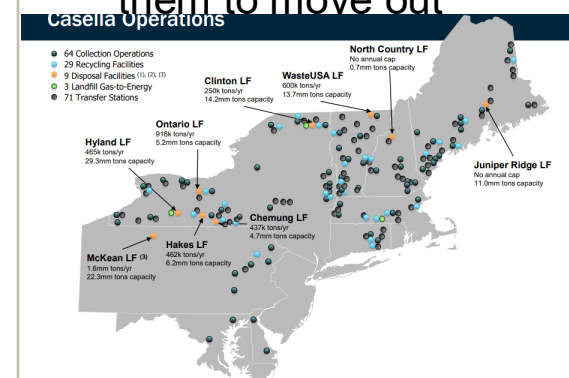 them to move out
Casella Operations
64 Collection Operations
29 Recycling Facilities
9 Disposal Facilities (1), (2), (3)
3 Landfill Gas-to-Energy
71 Transfer Stations
North Country LF
No annual cap
0.7mm tons capacity
WasteUSA LF
600k tons/yr
13.7mm tons capacity
Clinton LF
250k tons/yr
14.2mm tons capacity
Ontario LF
918k tons/yr
5.2mm tons capacity
Hyland LF
465k tons/yr
29.3mm tons capacity
Juniper Ridge LF
No annual cap
11.0mm tons capacity
Chemung LF
437k tons/yr
4.7mm tons capacity
Hakes LF
462k tons/yr
6.2mm tons capacity
McKean LF (3)
1.6mm tons/yr
22.3mm tons capacity